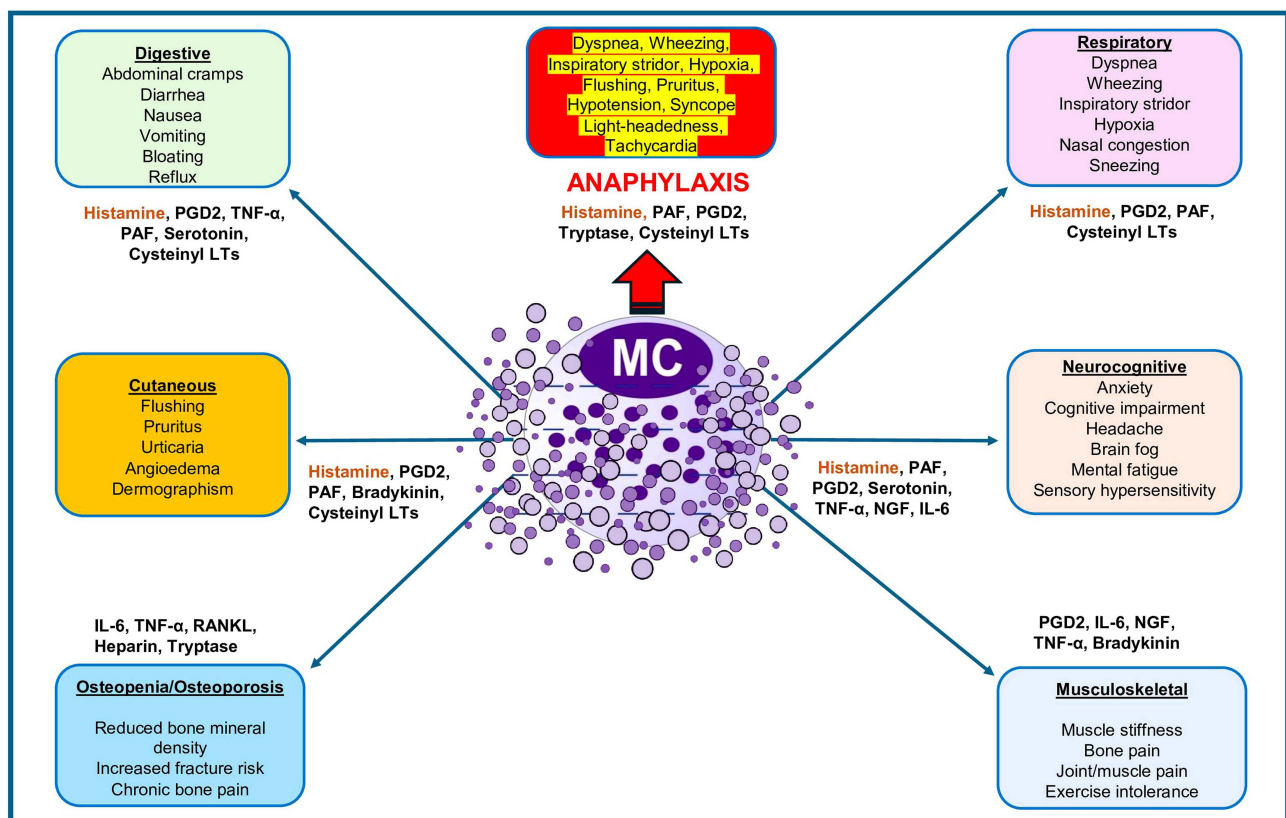 Digestive
Abdominal cramps
Diarrhea
Nausea
Vomiting
Bloating
Reflux
Histamine, PGD2, TNF-α,
PAF, Serotonin,
Cysteinyl LTs
Dyspnea, Wheezing,
Inspiratory stridor, Hypoxia,
Flushing, Pruritus,
Hypotension, Syncope
Light-headedness,
Tachycardia
ANAPHYLAXIS
Histamine, PAF, PGD2,
Tryptase, Cysteinyl LTs
Respiratory
Dyspnea
Wheezing
Inspiratory stridor
Hypoxia
Nasal congestion
Sneezing
Histamine, PGD2, PAF,
Cysteinyl LTs
MC
Cutaneous
Flushing
Pruritus
Urticaria
Angioedema
Dermographism
Histamine, PGD2,
PAF, Bradykinin,
Cysteinyl LTs
Histamine, PAF,
PGD2, Serotonin,
TNF-α, NGF, IL-6
Neurocognitive
Anxiety
Cognitive impairment
Headache
Brain fog
Mental fatigue
Sensory hypersensitivity
IL-6, TNF-α, RANKL,
Heparin, Tryptase
Osteopenia/Osteoporosis
Reduced bone mineral
density
Increased fracture risk
Chronic bone pain
PGD2, IL-6, NGF,
TNF-α, Bradykinin
Musculoskeletal
Muscle stiffness
Bone pain
Joint/muscle pain
Exercise intolerance